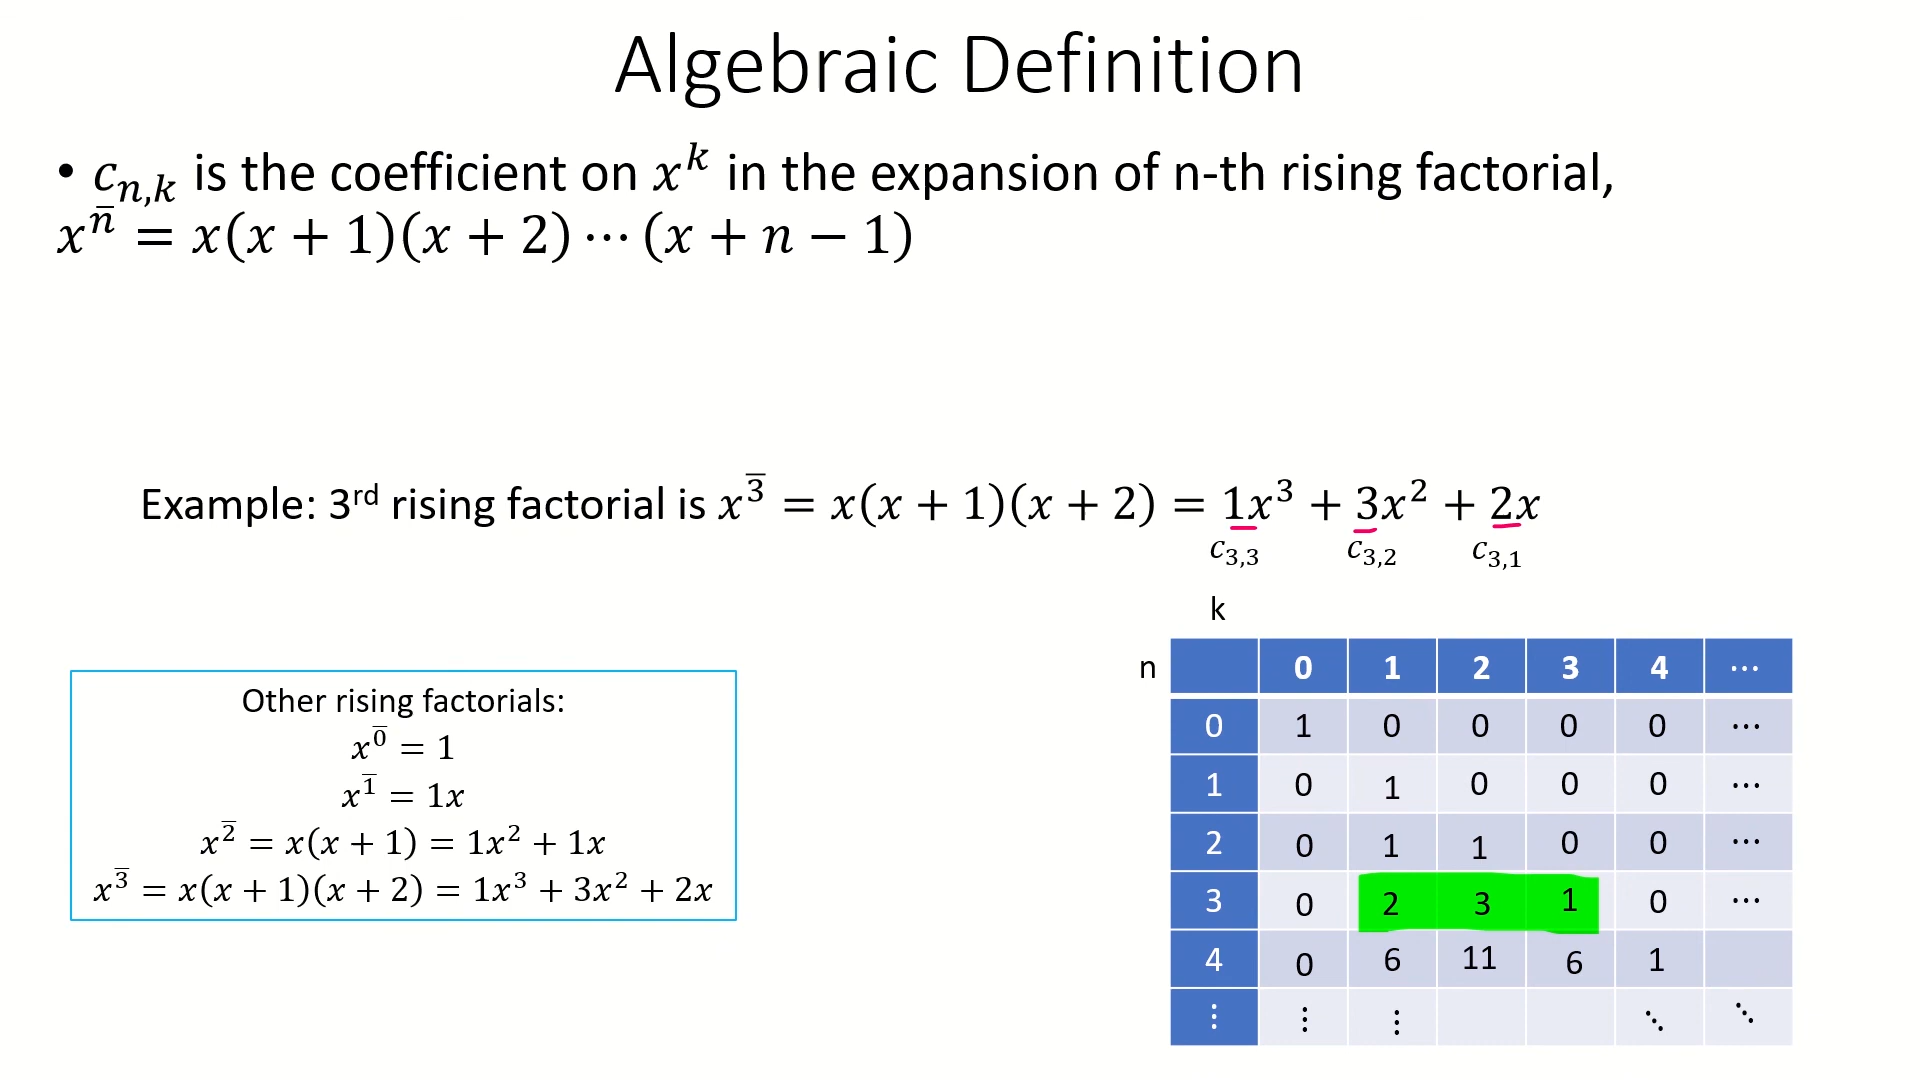 Algebraic Definition
• c_{n,k} is the coefficient on x^k in the expansion of n-th rising factorial,
x^{n̅} = x(x + 1)(x + 2) ⋯ (x + n − 1)
Example: 3rd rising factorial is x^{3̅} = x(x + 1)(x + 2) = 1x³ + 3x² + 2x
c_{3,3} c_{3,2} c_{3,1}
k
n 0 1 2 3 4 ⋯
0 1 0 0 0 0 ⋯
1 0 1 0 0 0 ⋯
2 0 1 1 0 0 ⋯
3 0 2 3 1 0 ⋯
4 0 6 11 6 1
⋮ ⋮ ⋮ ⋱ ⋱
Other rising factorials:
x^{0̅} = 1
x^{1̅} = 1x
x^{2̅} = x(x + 1) = 1x² + 1x
x^{3̅} = x(x + 1)(x + 2) = 1x³ + 3x² + 2x